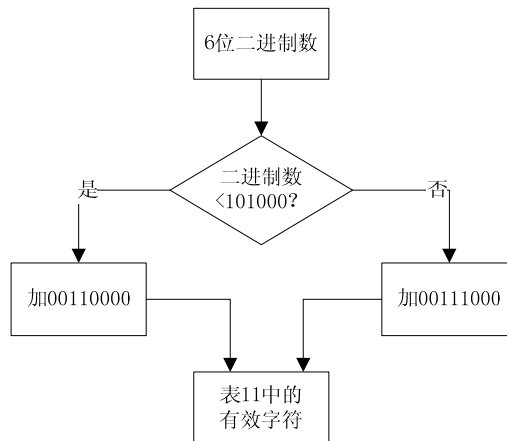 6位二进制数
二进制数
<101000?
是
否
加00110000
加00111000
表11中的
有效字符